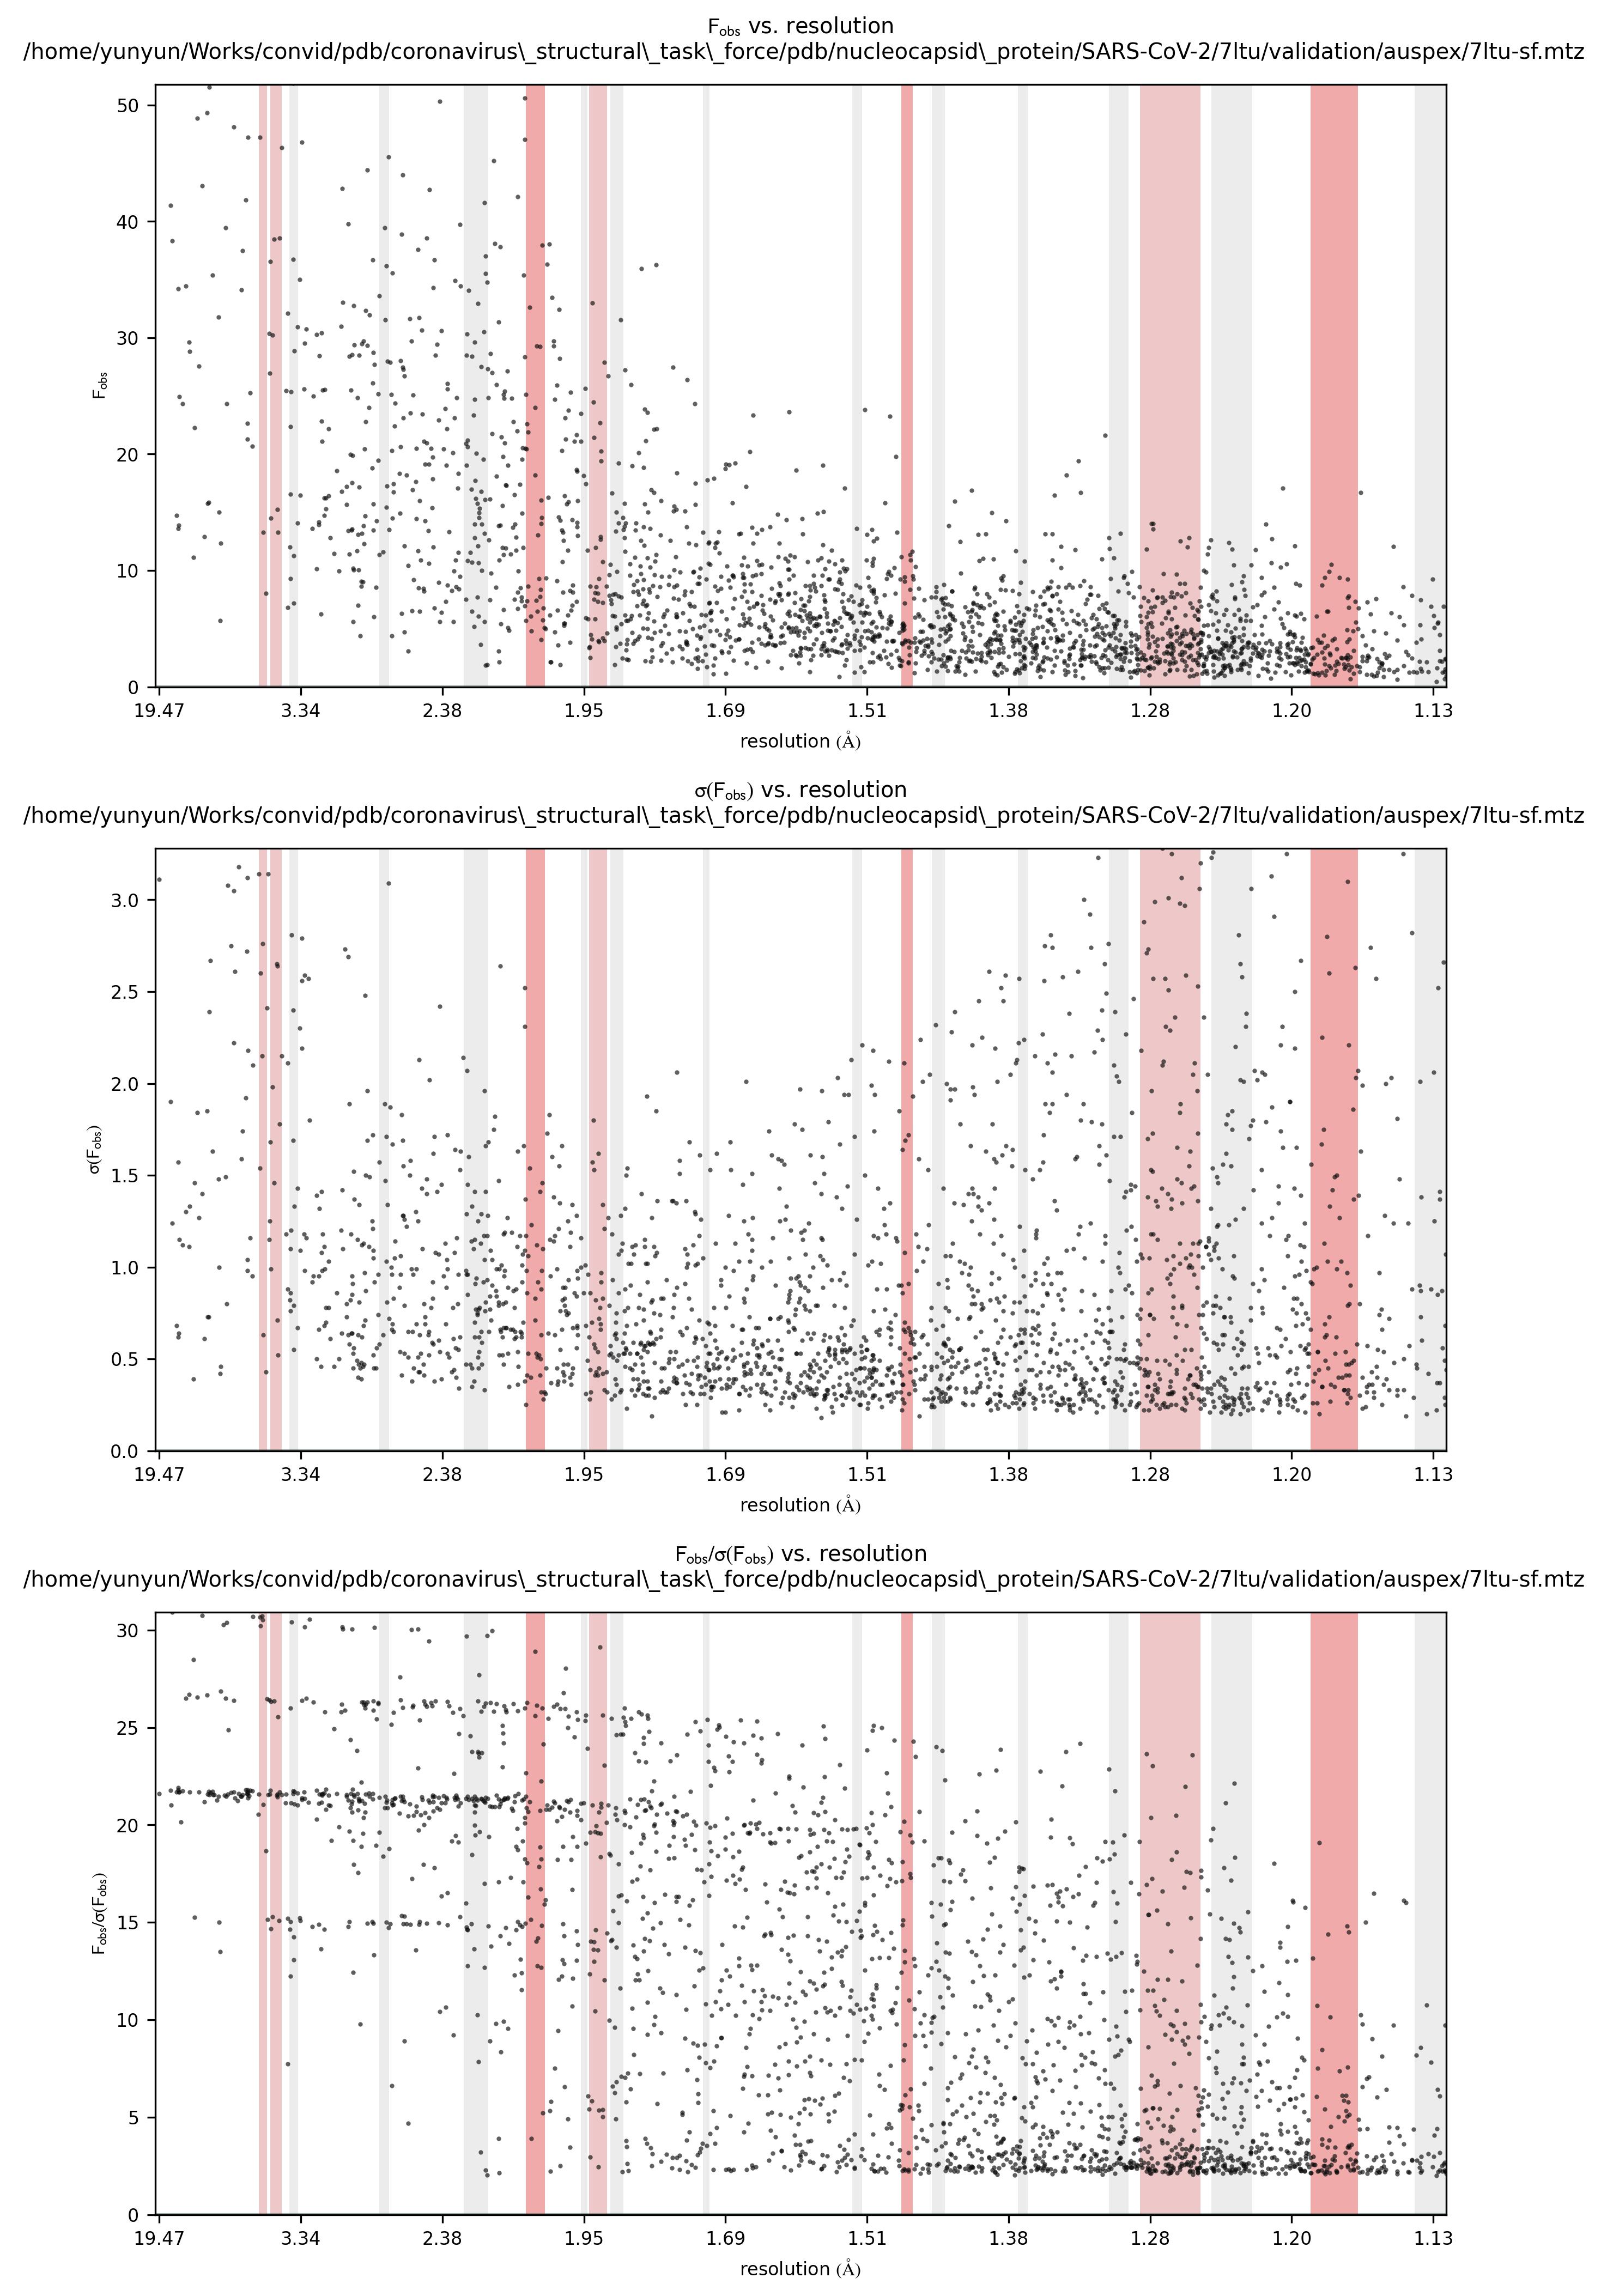 Fobs vs. resolution
/home/yunyun/Works/convid/pdb/coronavirus\_structural\_task\_force/pdb/nucleocapsid\_protein/SARS-CoV-2/7ltu/validation/auspex/7ltu-sf.mtz
50
40
30
20
10
0
Fobs
19.47 3.34 2.38 1.95 1.69 1.51 1.38 1.28 1.20 1.13
resolution (Å)
σ(Fobs) vs. resolution
/home/yunyun/Works/convid/pdb/coronavirus\_structural\_task\_force/pdb/nucleocapsid\_protein/SARS-CoV-2/7ltu/validation/auspex/7ltu-sf.mtz
3.0
2.5
2.0
1.5
1.0
0.5
0.0
σ(Fobs)
19.47 3.34 2.38 1.95 1.69 1.51 1.38 1.28 1.20 1.13
resolution (Å)
Fobs/σ(Fobs) vs. resolution
/home/yunyun/Works/convid/pdb/coronavirus\_structural\_task\_force/pdb/nucleocapsid\_protein/SARS-CoV-2/7ltu/validation/auspex/7ltu-sf.mtz
30
25
20
15
10
5
0
Fobs/σ(Fobs)
19.47 3.34 2.38 1.95 1.69 1.51 1.38 1.28 1.20 1.13
resolution (Å)